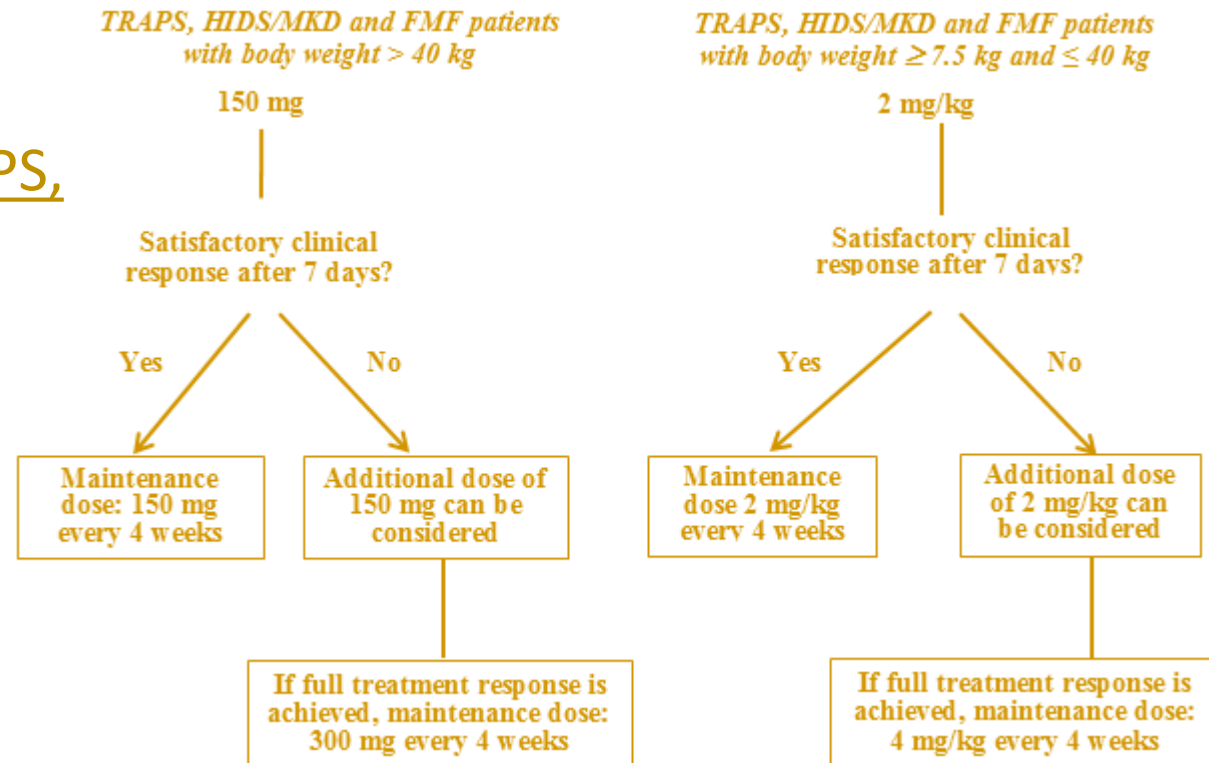 TRAPS, HIDS/MKD and FMF patients
with body weight > 40 kg
150 mg
PS,
Satisfactory clinical
response after 7 days?
Yes
No
Maintenance
dose: 150 mg
every 4 weeks
Additional dose of
150 mg can be
considered
If full treatment response is
achieved, maintenance dose:
300 mg every 4 weeks
TRAPS, HIDS/MKD and FMF patients
with body weight ≥ 7.5 kg and ≤ 40 kg
2 mg/kg
Satisfactory clinical
response after 7 days?
Yes
No
Maintenance
dose 2 mg/kg
every 4 weeks
Additional dose
of 2 mg/kg can
be considered
If full treatment response is
achieved, maintenance dose:
4 mg/kg every 4 weeks